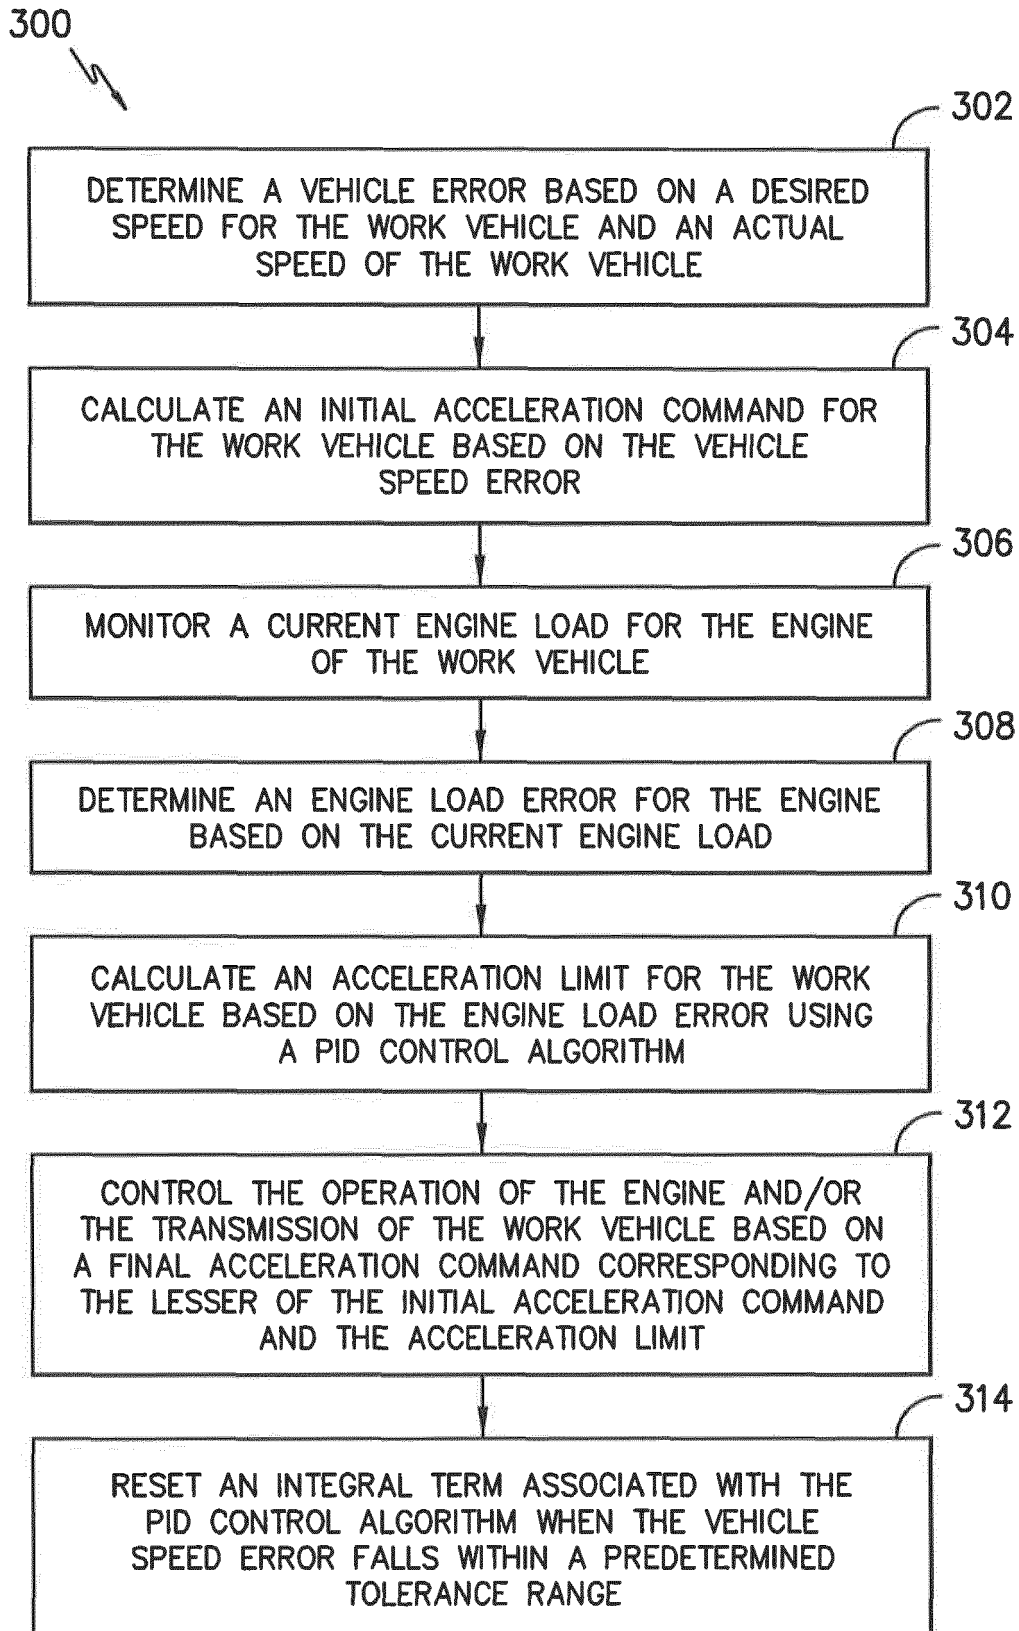 300
302
DETERMINE A VEHICLE ERROR BASED ON A DESIRED
SPEED FOR THE WORK VEHICLE AND AN ACTUAL
SPEED OF THE WORK VEHICLE
304
CALCULATE AN INITIAL ACCELERATION COMMAND FOR
THE WORK VEHICLE BASED ON THE VEHICLE
SPEED ERROR
306
MONITOR A CURRENT ENGINE LOAD FOR THE ENGINE
OF THE WORK VEHICLE
308
DETERMINE AN ENGINE LOAD ERROR FOR THE ENGINE
BASED ON THE CURRENT ENGINE LOAD
310
CALCULATE AN ACCELERATION LIMIT FOR THE WORK
VEHICLE BASED ON THE ENGINE LOAD ERROR USING
A PID CONTROL ALGORITHM
312
CONTROL THE OPERATION OF THE ENGINE AND/OR
THE TRANSMISSION OF THE WORK VEHICLE BASED ON
A FINAL ACCELERATION COMMAND CORRESPONDING TO
THE LESSER OF THE INITIAL ACCELERATION COMMAND
AND THE ACCELERATION LIMIT
314
RESET AN INTEGRAL TERM ASSOCIATED WITH THE
PID CONTROL ALGORITHM WHEN THE VEHICLE
SPEED ERROR FALLS WITHIN A PREDETERMINED
TOLERANCE RANGE